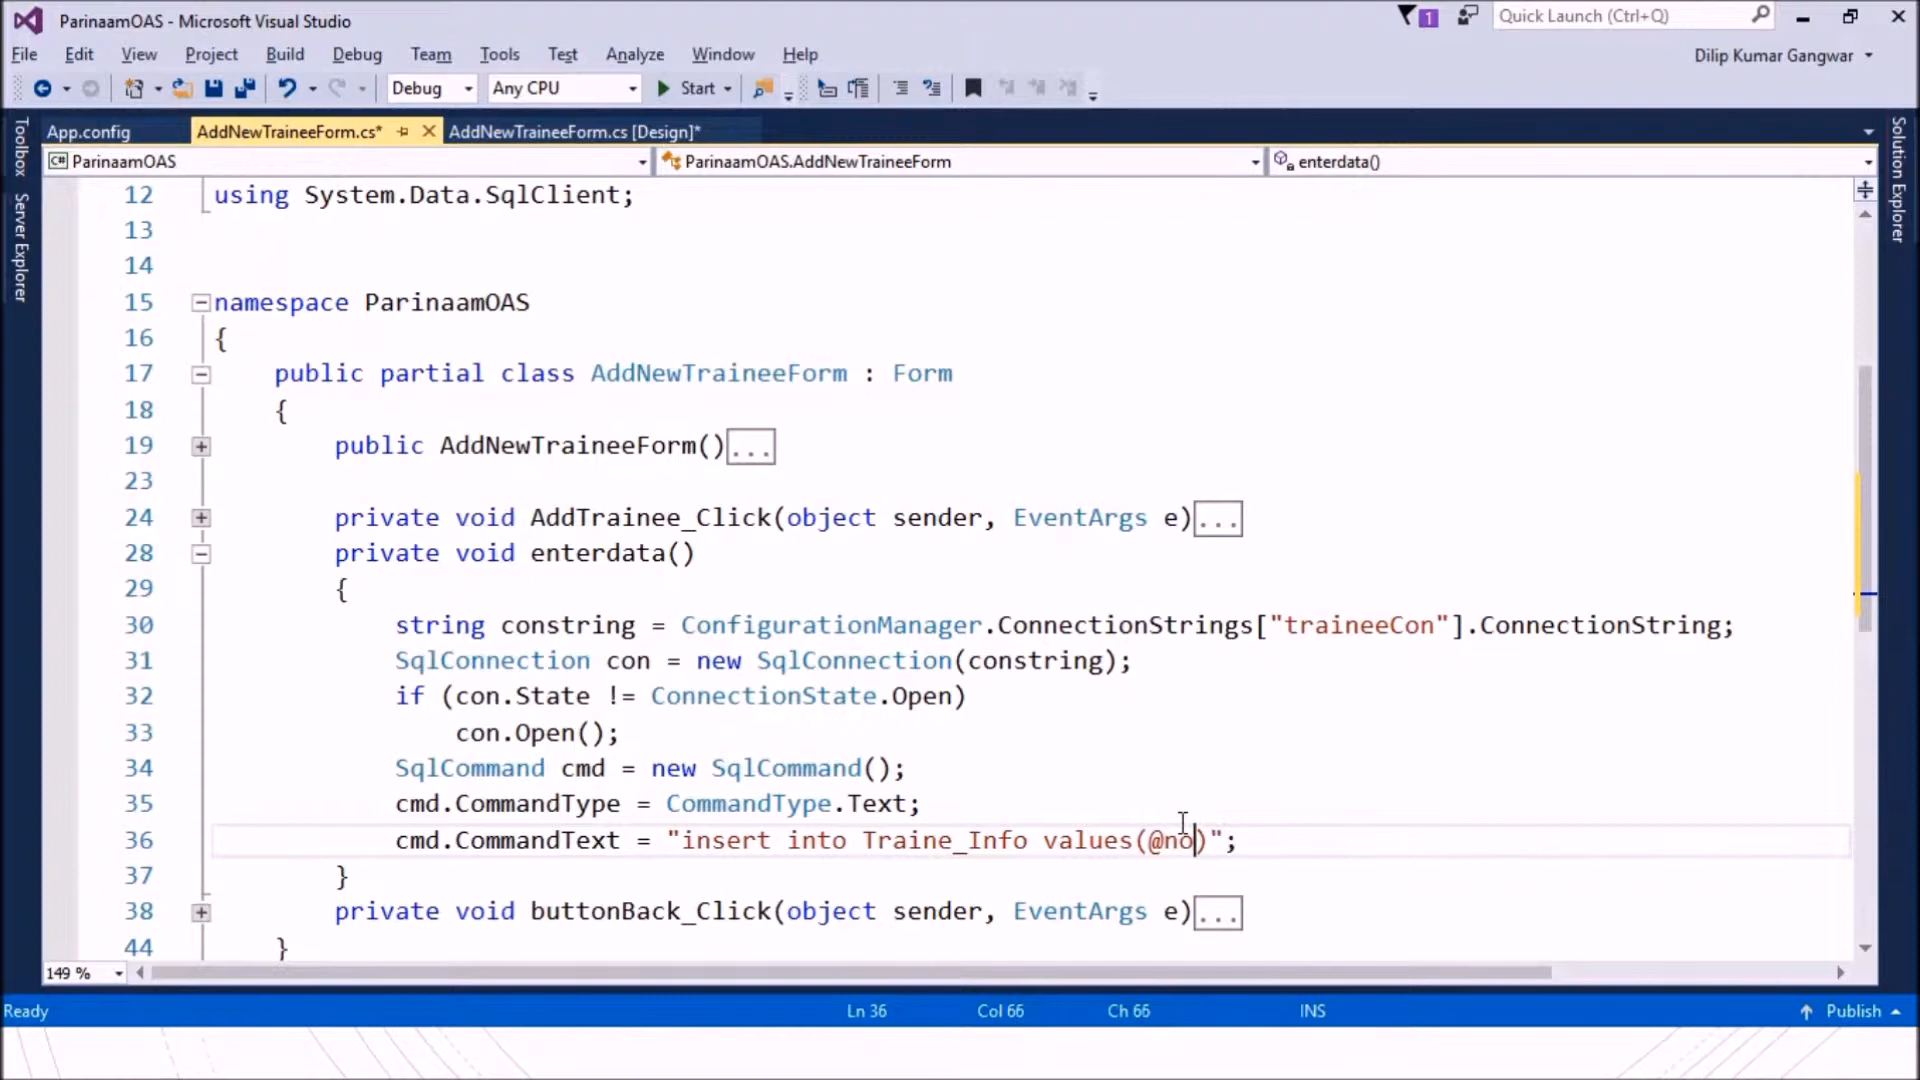 ParinaamOAS - Microsoft Visual Studio
1
Quick Launch (Ctrl+Q)
File Edit View Project Build Debug Team Tools Test Analyze Window Help
Dilip Kumar Gangwar
Debug Any CPU Start
App.config AddNewTraineeForm.cs* AddNewTraineeForm.cs [Design]*
C# ParinaamOAS ParinaamOAS.AddNewTraineeForm enterdata()
Toolbox
Server Explorer
Solution Explorer
12 using System.Data.SqlClient;
13
14
15 namespace ParinaamOAS
16 {
17 public partial class AddNewTraineeForm : Form
18 {
19 public AddNewTraineeForm()...
23
24 private void AddTrainee_Click(object sender, EventArgs e)...
28 private void enterdata()
29 {
30 string constring = ConfigurationManager.ConnectionStrings["traineeCon"].ConnectionString;
31 SqlConnection con = new SqlConnection(constring);
32 if (con.State != ConnectionState.Open)
33 con.Open();
34 SqlCommand cmd = new SqlCommand();
35 cmd.CommandType = CommandType.Text;
36 cmd.CommandText = "insert into Traine_Info values(@no)";
37 }
38 private void buttonBack_Click(object sender, EventArgs e)...
44 }
149 %
Ready Ln 36 Col 66 Ch 66 INS Publish